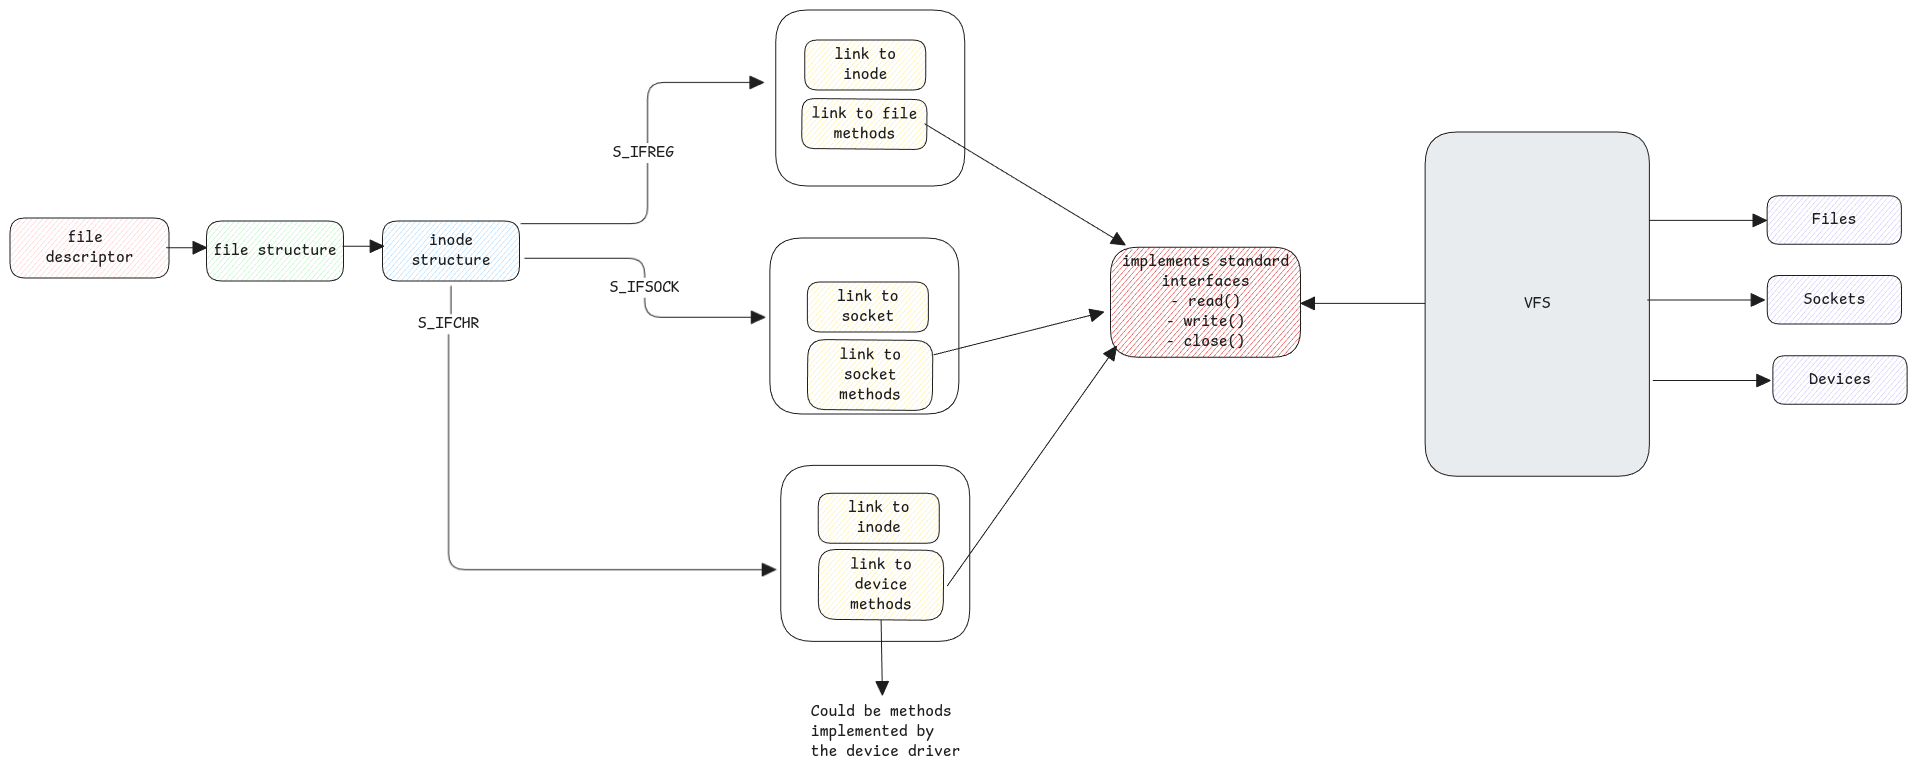 file
descriptor
file structure
inode
structure
S_IFREG
S_IFSOCK
S_IFCHR
link to
inode
link to file
methods
link to
socket
link to
socket
methods
link to
inode
link to
device
methods
Could be methods
implemented by
the device driver
implements standard
interfaces
- read()
- write()
- close()
VFS
Files
Sockets
Devices